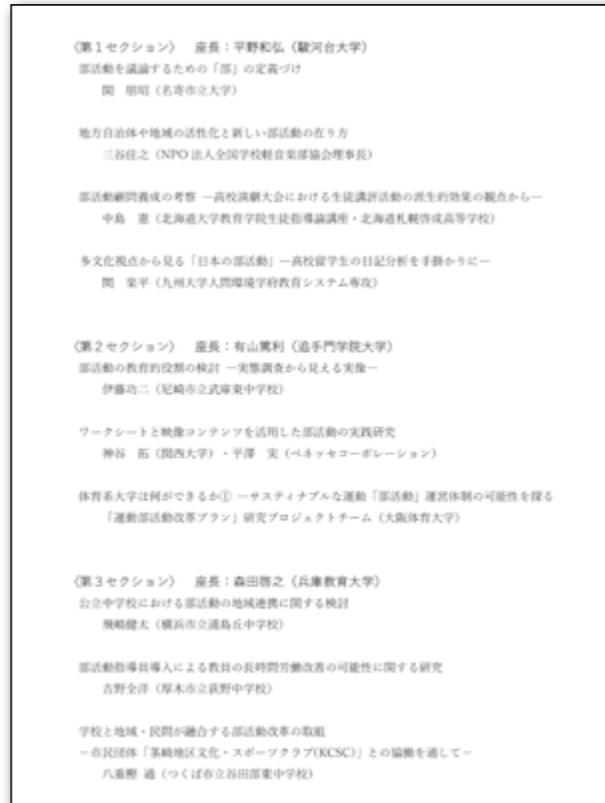 〈第1セクション〉 座長：平野和弘（駿河台大学）
部活動を議論するための「部」の定義づけ
関 朋昭（名寄市立大学）
地方自治体や地域の活性化と新しい部活動の在り方
三谷佳之（NPO 法人全国学校軽音楽部協会理事長）
部活動顧問養成の考察 ―高校演劇大会における生徒講評活動の派生的効果の観点から―
中島 憲（北海道大学教育学院生徒指導論講座・北海道札幌啓成高等学校）
多文化視点から見る「日本の部活動」―高校留学生の日記分析を手掛かりに―
関 楽平（九州大学人間環境学府教育システム専攻）
〈第2セクション〉 座長：有山篤利（追手門学院大学）
部活動の教育的役割の検討 ―実態調査から見える実像―
伊藤功二（尼崎市立武庫東中学校）
ワークシートと映像コンテンツを活用した部活動の実践研究
神谷 拓（関西大学）・平澤 実（ベネッセコーポレーション）
体育系大学は何ができるか① ―サスティナブルな運動「部活動」運営体制の可能性を探る
「運動部活動改革プラン」研究プロジェクトチーム（大阪体育大学）
〈第3セクション〉 座長：森田啓之（兵庫教育大学）
公立中学校における部活動の地域連携に関する検討
飛嶋健太（横浜市立浦島丘中学校）
部活動指導員導入による教員の長時間労働改善の可能性に関する研究
吉野全洋（厚木市立荻野中学校）
学校と地域・民間が融合する部活動改革の取組
－市民団体「茎崎地区文化・スポーツクラブ(KCSC)」との協働を通して－
八重樫 通（つくば市立谷田部東中学校）